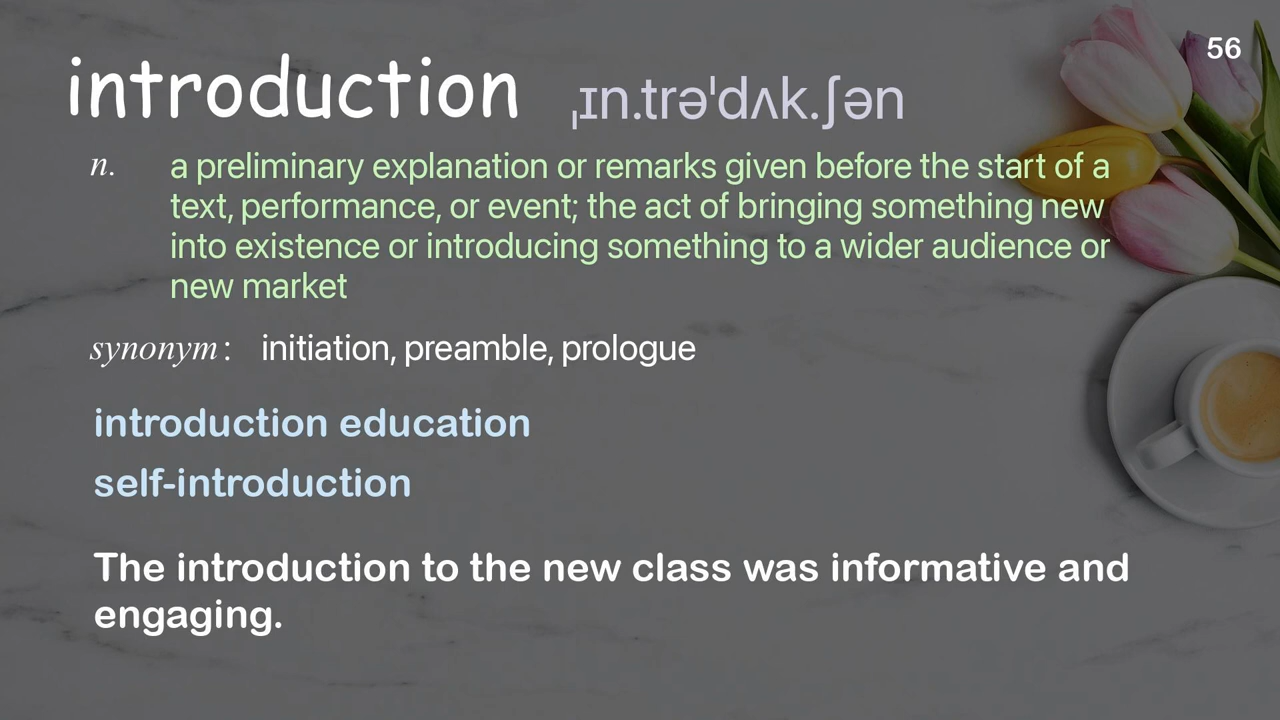 56
introduction ˌɪn.trəˈdʌk.ʃən
n. a preliminary explanation or remarks given before the start of a
text, performance, or event; the act of bringing something new
into existence or introducing something to a wider audience or
new market
synonym : initiation, preamble, prologue
introduction education
self-introduction
The introduction to the new class was informative and
engaging.